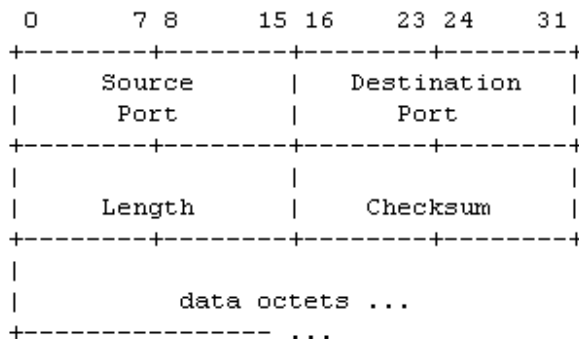 0      7 8     15 16    23 24    31
+--------+--------+--------+--------+
|     Source      |   Destination   |
|      Port       |      Port       |
+--------+--------+--------+--------+
|                 |                 |
|     Length      |    Checksum     |
+--------+--------+--------+--------+
|
|          data octets ...
+---------------- ...